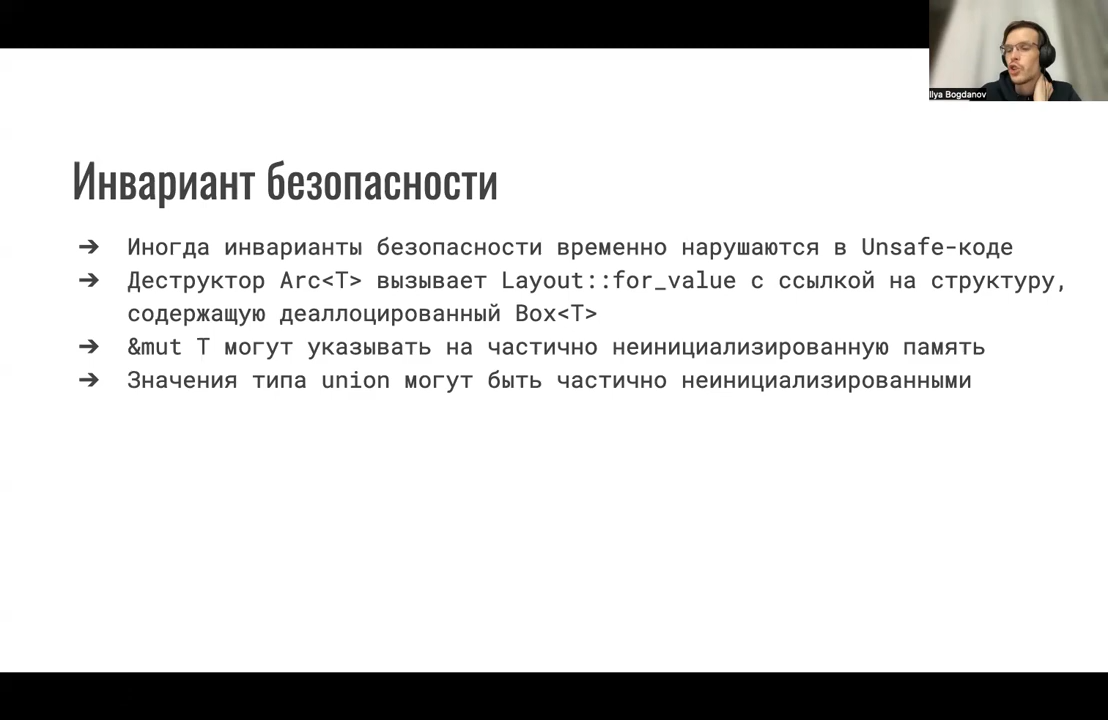 Ilya Bogdanov
Инвариант безопасности
➔ Иногда инварианты безопасности временно нарушаются в Unsafe-коде
➔ Деструктор Arc<T> вызывает Layout::for_value с ссылкой на структуру,
содержащую деаллоцированный Box<T>
➔ &mut T могут указывать на частично неинициализированную память
➔ Значения типа union могут быть частично неинициализированными